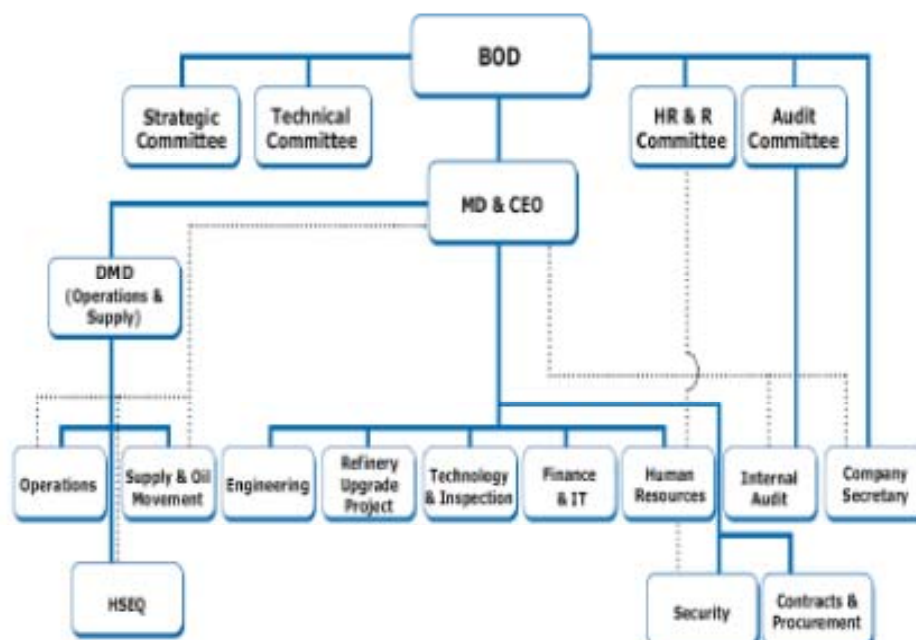 BOD
Strategic
Committee
Technical
Committee
HR & R
Committee
Audit
Committee
MD & CEO
DMD
(Operations &
Supply)
Operations
Supply & Oil
Movement
Engineering
Refinery
Upgrade
Project
Technology
& Inspection
Finance
& IT
Human
Resources
Internal
Audit
Company
Secretary
HSEQ
Security
Contracts &
Procurement